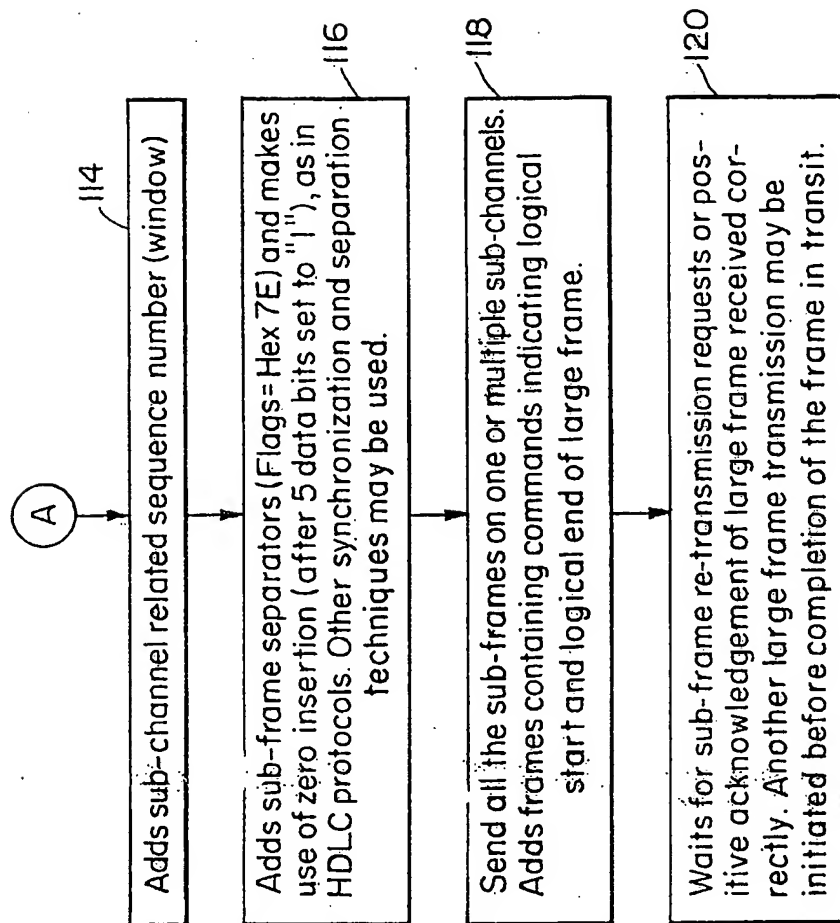 A
114
Adds sub-channel related sequence number (window)
116
Adds sub-frame separators (Flags=Hex 7E) and makes
use of zero insertion (after 5 data bits set to "1"), as in
HDLC protocols. Other synchronization and separation
techniques may be used.
118
Send all the sub-frames on one or multiple sub-channels.
Adds frames containing commands indicating logical
start and logical end of large frame.
120
Waits for sub-frame re-transmission requests or pos-
itive acknowledgement of large frame received cor-
rectly. Another large frame transmission may be
initiated before completion of the frame in transit.